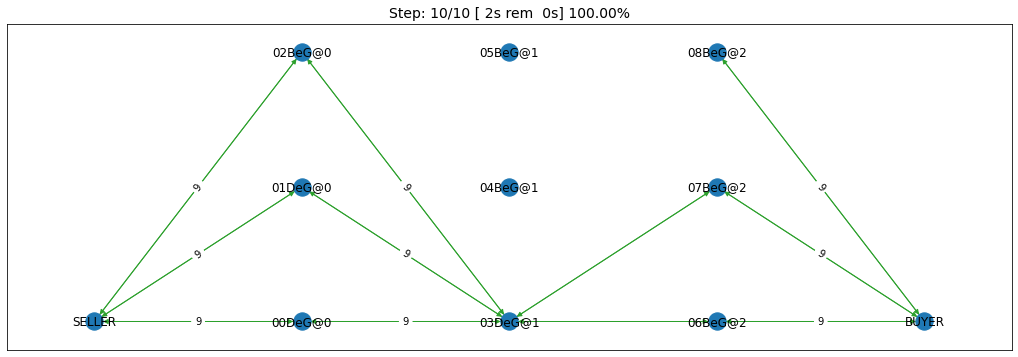 Step: 10/10 [ 2s rem  0s] 100.00%
02BeG@0 05BeG@1 08BeG@2
9 9 9
01DeG@0 04BeG@1 07BeG@2
9 9 9
SELLER 9 00DeG@0 9 03DeG@1 06BeG@2 9 BUYER